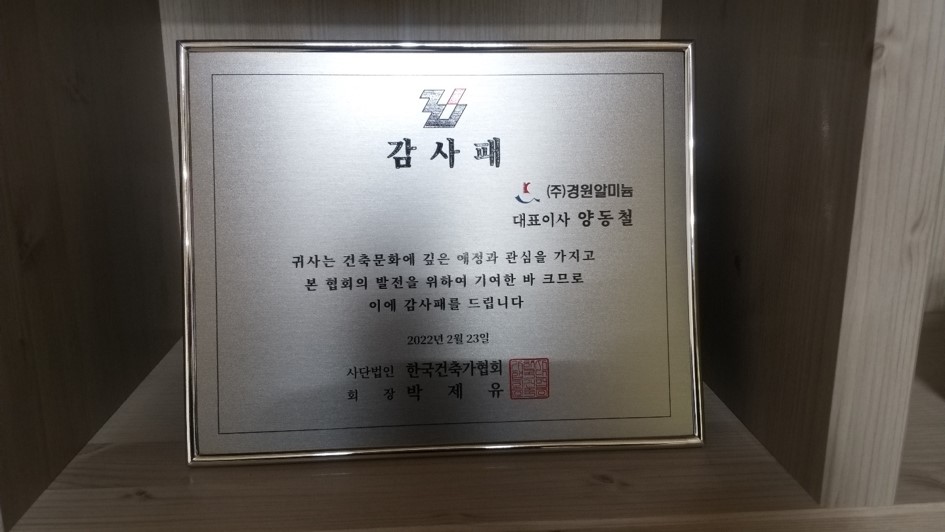 감사패
(주)경원알미늄
대표이사 양동철
귀사는 건축문화에 깊은 애정과 관심을 가지고
본 협회의 발전을 위하여 기여한 바 크므로
이에 감사패를 드립니다
2022년 2월 23일
사단법인 한국건축가협회
회 장 박 제 유